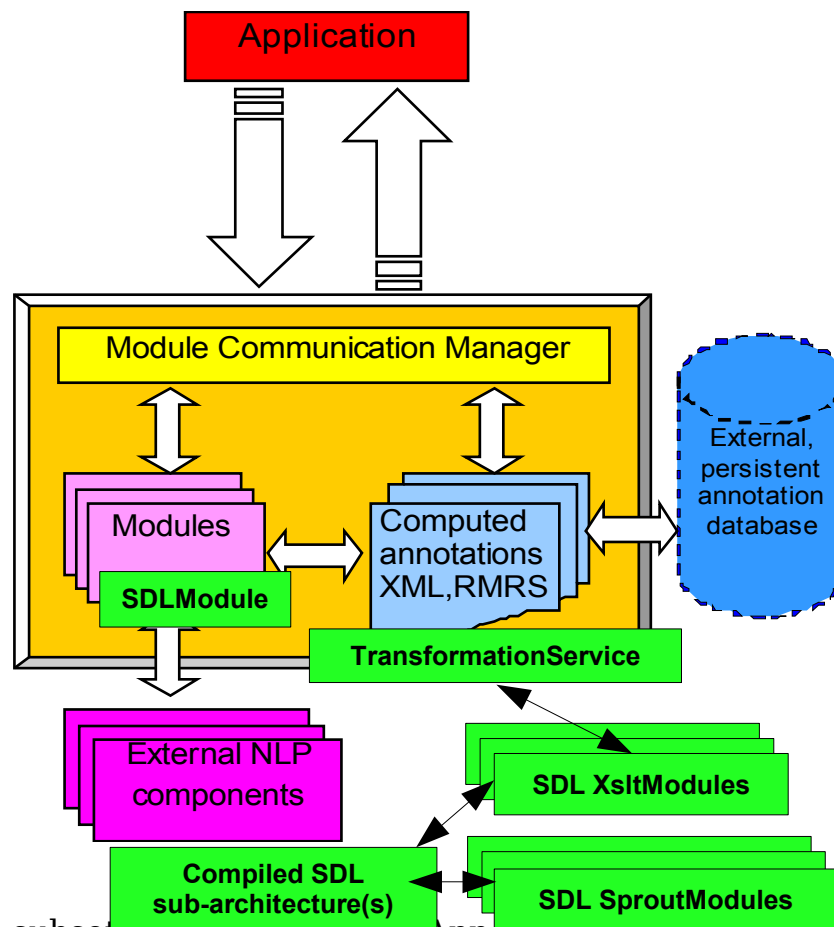 Application
Module Communication Manager
External,
persistent
annotation
database
Modules
Computed
annotations
XML,RMRS
SDLModule
TransformationService
External NLP
components
SDL XsltModules
Compiled SDL
sub-architecture(s)
SDL SproutModules